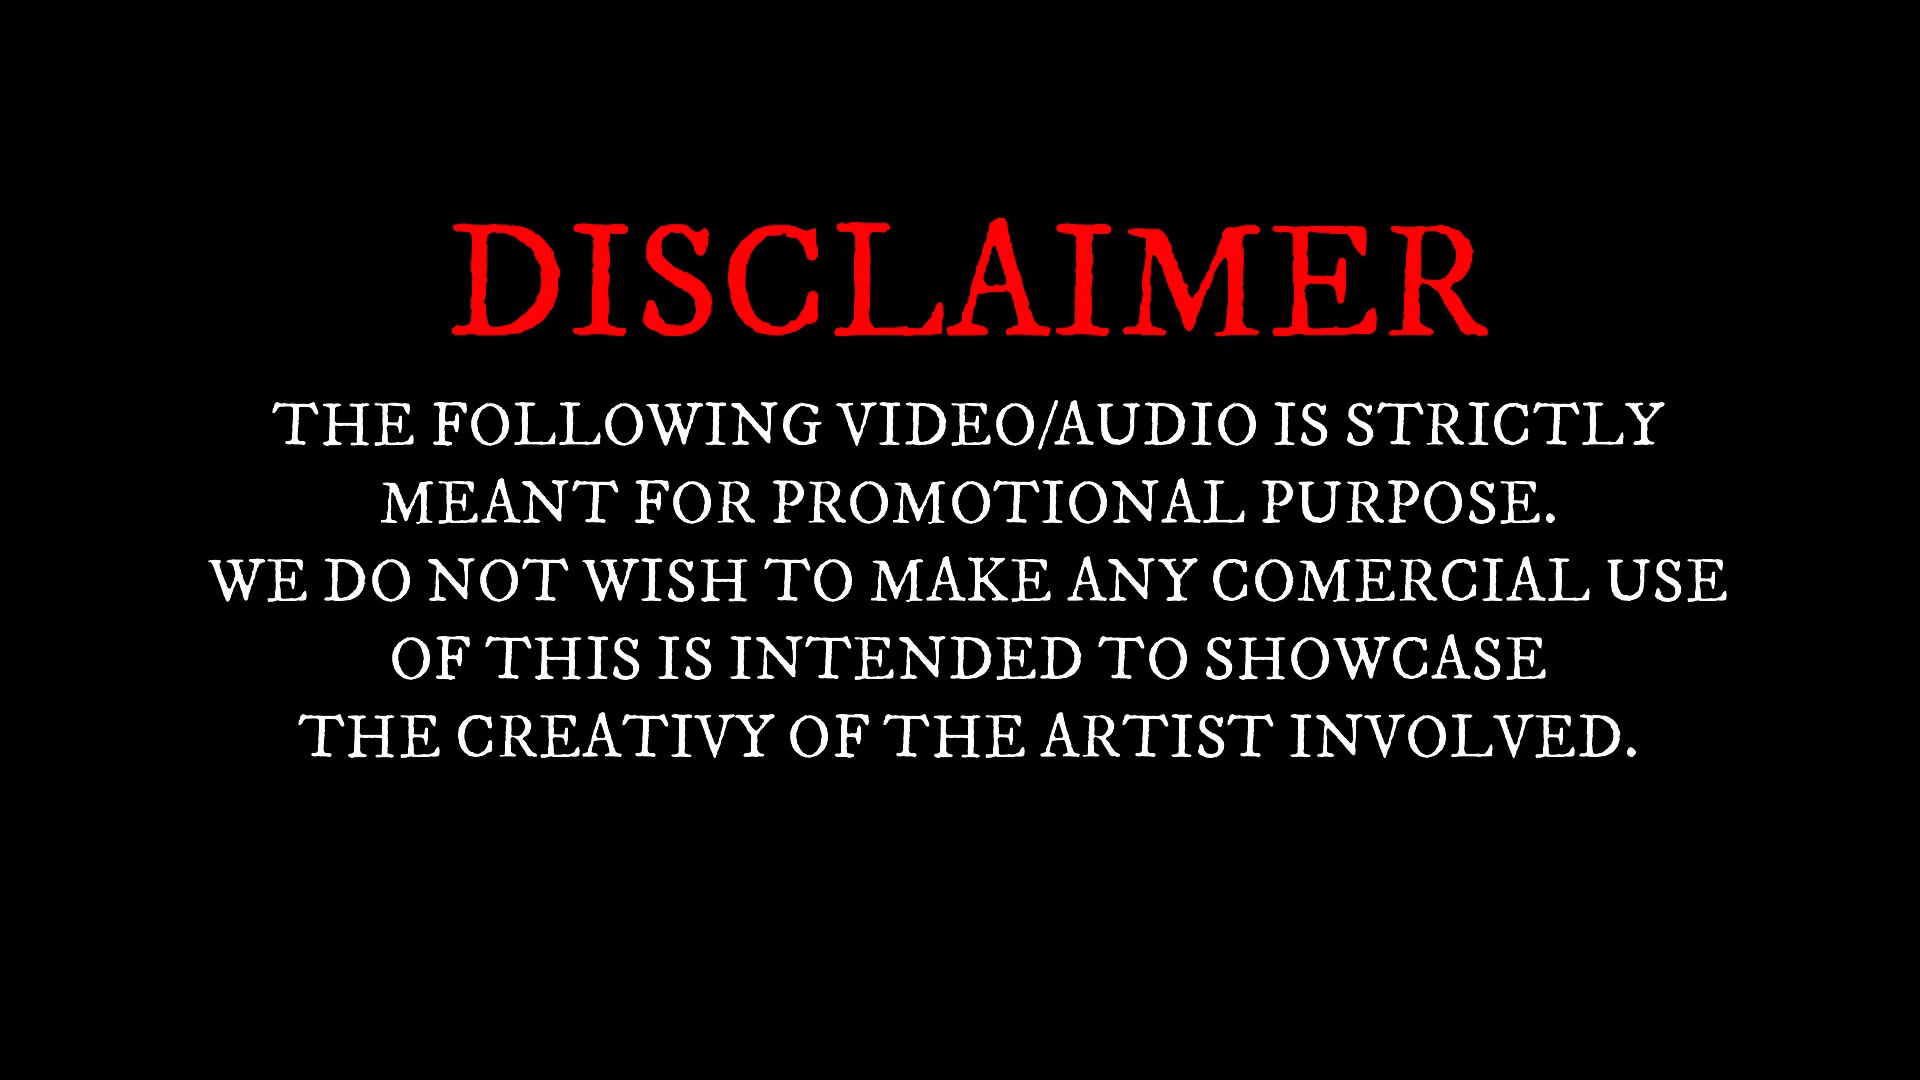 DISCLAIMER
THE FOLLOWING VIDEO/AUDIO IS STRICTLY
MEANT FOR PROMOTIONAL PURPOSE.
WE DO NOT WISH TO MAKE ANY COMERCIAL USE
OF THIS IS INTENDED TO SHOWCASE
THE CREATIVY OF THE ARTIST INVOLVED.